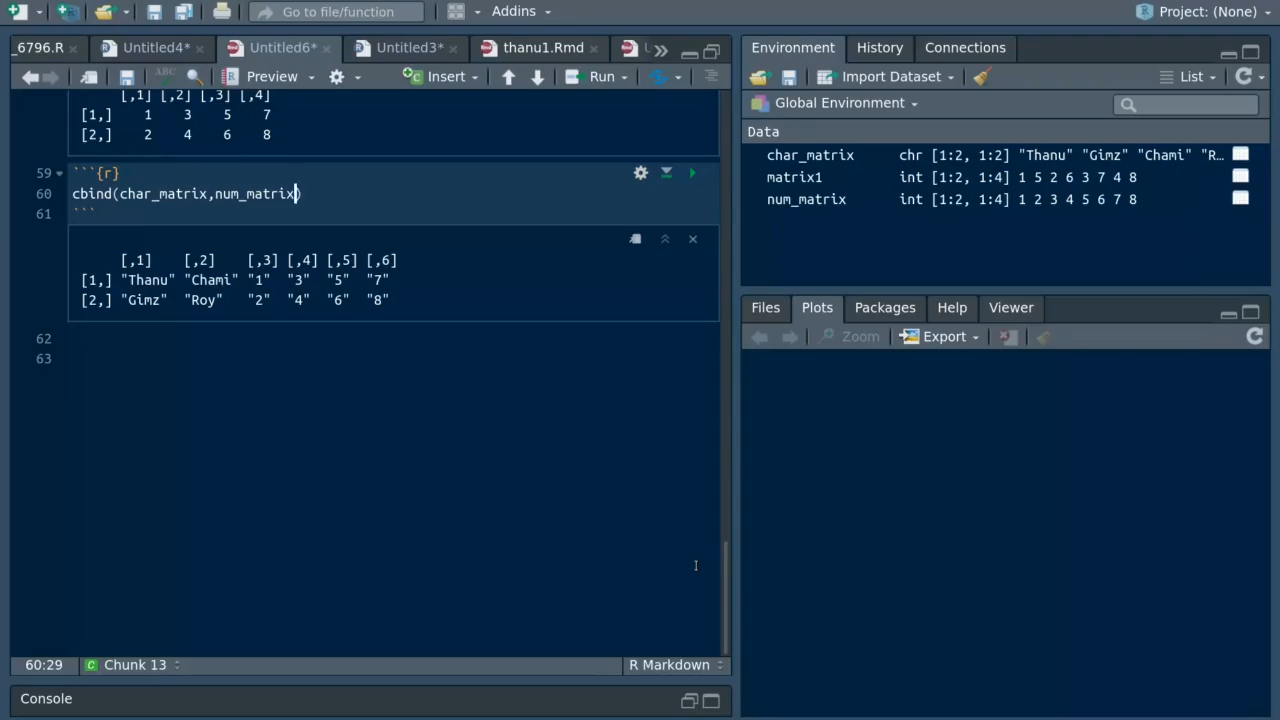 Go to file/function
Addins
Project: (None)
_6796.R
Untitled4*
Untitled6*
Untitled3*
thanu1.Rmd
ABC
Preview
Insert
Run
[,1] [,2] [,3] [,4]
[1,] 1 3 5 7
[2,] 2 4 6 8
59 ```{r}
60 cbind(char_matrix,num_matrix)
61 ```
[,1] [,2] [,3] [,4] [,5] [,6]
[1,] "Thanu" "Chami" "1" "3" "5" "7"
[2,] "Gimz" "Roy" "2" "4" "6" "8"
62
63
60:29
Chunk 13
R Markdown
Console
Environment
History
Connections
Import Dataset
List
Global Environment
Data
char_matrix chr [1:2, 1:2] "Thanu" "Gimz" "Chami" "R…
matrix1 int [1:2, 1:4] 1 5 2 6 3 7 4 8
num_matrix int [1:2, 1:4] 1 2 3 4 5 6 7 8
Files
Plots
Packages
Help
Viewer
Zoom
Export